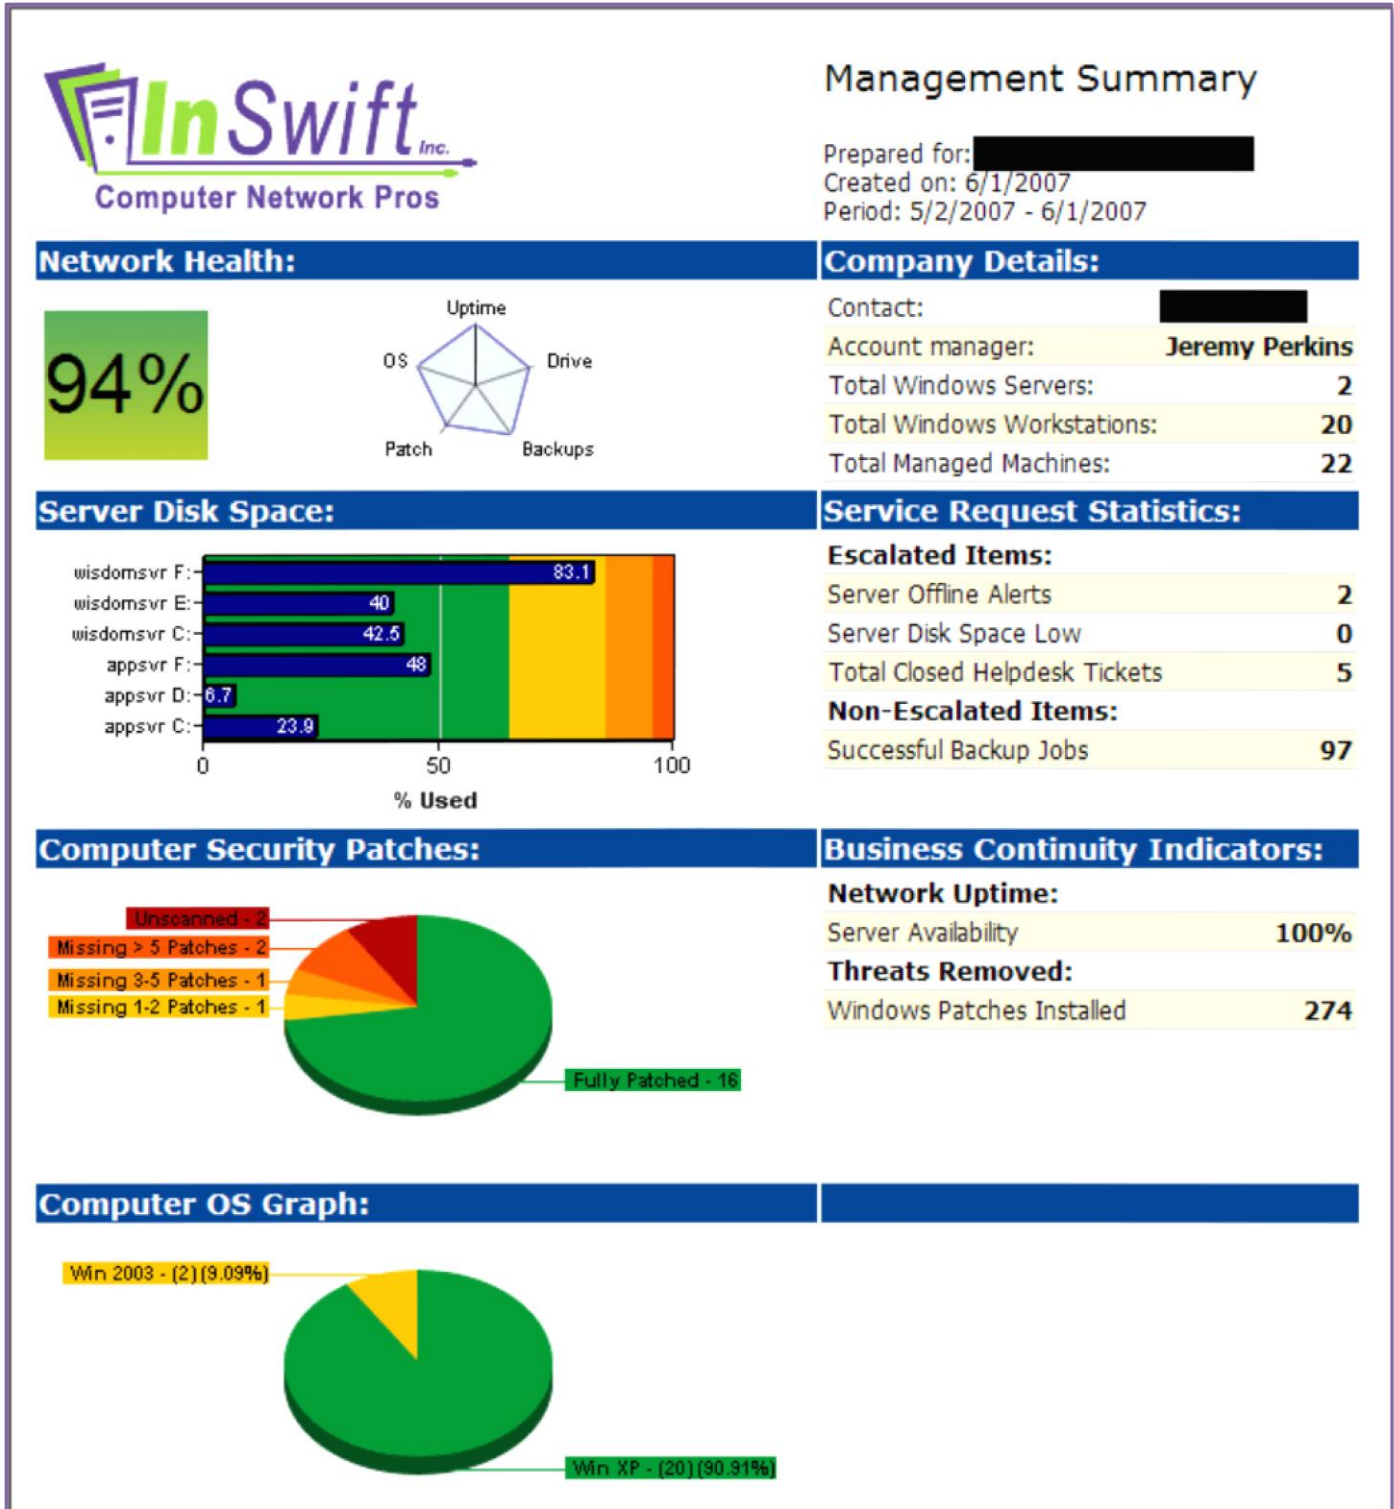 InSwift Inc.
Computer Network Pros
Management Summary
Prepared for:
Created on: 6/1/2007
Period: 5/2/2007 - 6/1/2007
Network Health:
94%
Uptime
OS
Drive
Patch
Backups
Company Details:
Contact:
Account manager: Jeremy Perkins
Total Windows Servers: 2
Total Windows Workstations: 20
Total Managed Machines: 22
Server Disk Space:
wisdomsvr F: 83.1
wisdomsvr E: 40
wisdomsvr C: 42.5
appsvr F: 48
appsvr D: 6.7
appsvr C: 23.9
0 50 100
% Used
Service Request Statistics:
Escalated Items:
Server Offline Alerts 2
Server Disk Space Low 0
Total Closed Helpdesk Tickets 5
Non-Escalated Items:
Successful Backup Jobs 97
Computer Security Patches:
Unscanned - 2
Missing > 5 Patches - 2
Missing 3-5 Patches - 1
Missing 1-2 Patches - 1
Fully Patched - 16
Business Continuity Indicators:
Network Uptime:
Server Availability 100%
Threats Removed:
Windows Patches Installed 274
Computer OS Graph:
Win 2003 - (2)(9.09%)
Win XP - (20)(90.91%)